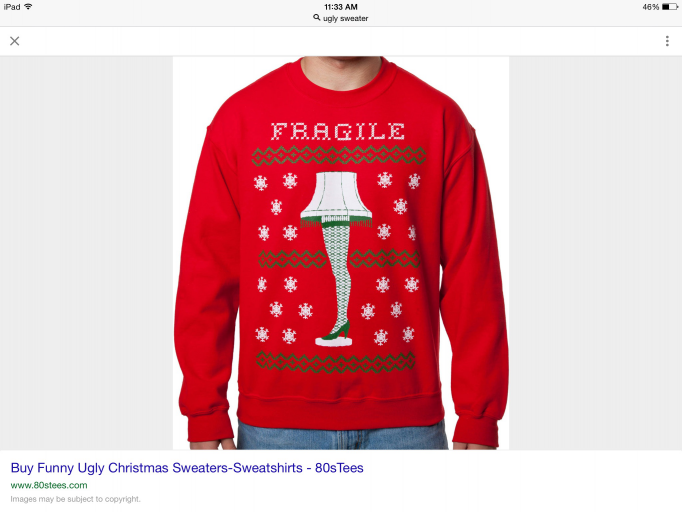 iPad
11:33 AM
46%
ugly sweater
FRAGILE
Buy Funny Ugly Christmas Sweaters-Sweatshirts - 80sTees
www.80stees.com
Images may be subject to copyright.